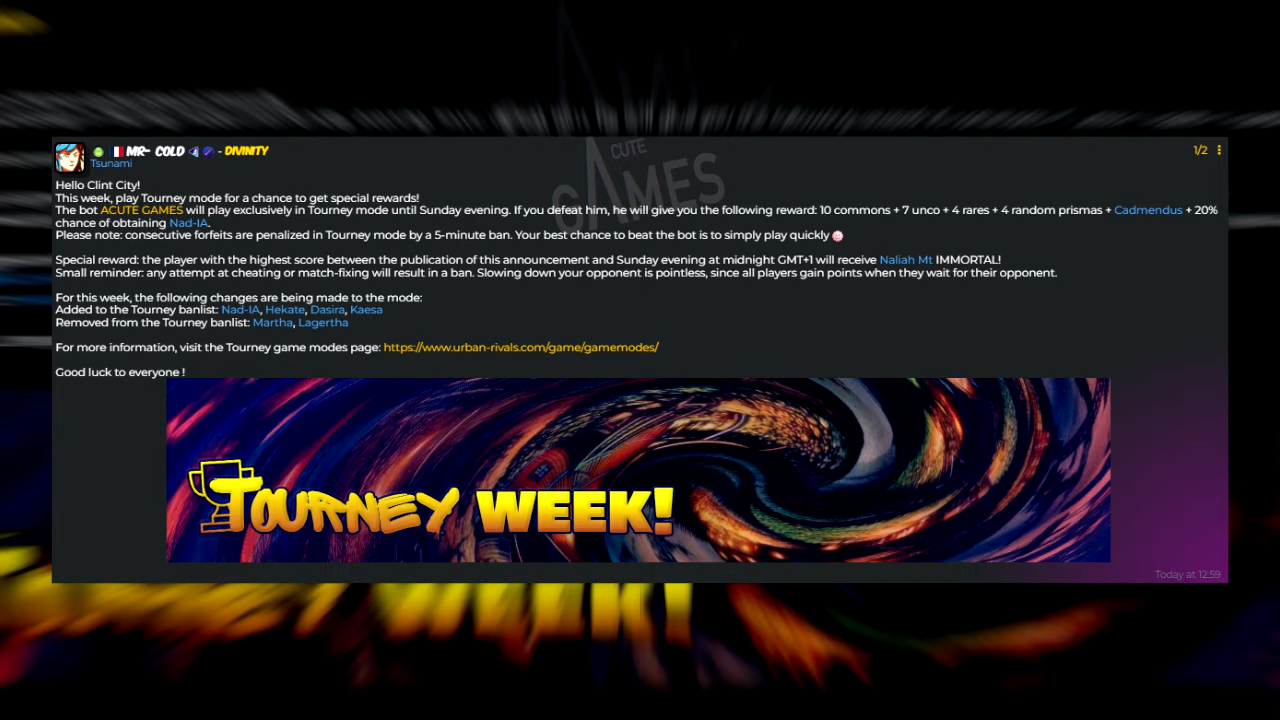 MR- COLD - DIVINITY
1/2
Tsunami
CUTE
GAMES
Hello Clint City!
This week, play Tourney mode for a chance to get special rewards!
The bot ACUTE GAMES will play exclusively in Tourney mode until Sunday evening. If you defeat him, he will give you the following reward: 10 commons + 7 unco + 4 rares + 4 random prismas + Cadmendus + 20%
chance of obtaining Nad-IA.
Please note: consecutive forfeits are penalized in Tourney mode by a 5-minute ban. Your best chance to beat the bot is to simply play quickly
Special reward: the player with the highest score between the publication of this announcement and Sunday evening at midnight GMT+1 will receive Naliah Mt IMMORTAL!
Small reminder: any attempt at cheating or match-fixing will result in a ban. Slowing down your opponent is pointless, since all players gain points when they wait for their opponent.
For this week, the following changes are being made to the mode:
Added to the Tourney banlist: Nad-IA, Hekate, Dasira, Kaesa
Removed from the Tourney banlist: Martha, Lagertha
For more information, visit the Tourney game modes page: https://www.urban-rivals.com/game/gamemodes/
Good luck to everyone !
TOURNEY WEEK!
Today at 12:59